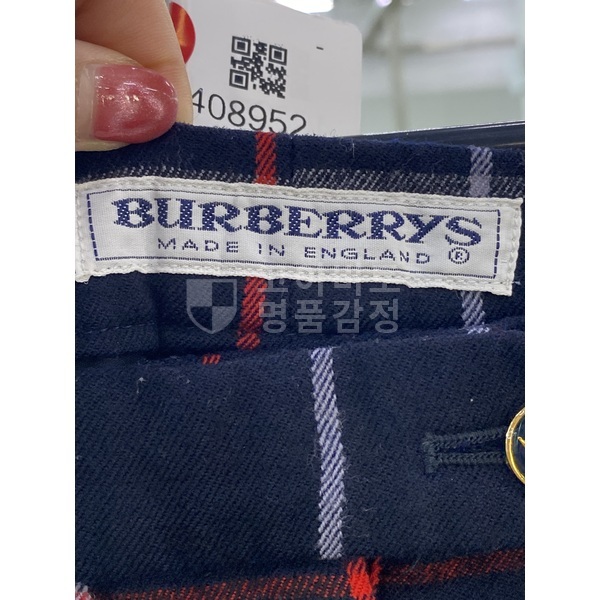 408952
BURBERRYS
MADE IN ENGLAND ®
명품감정